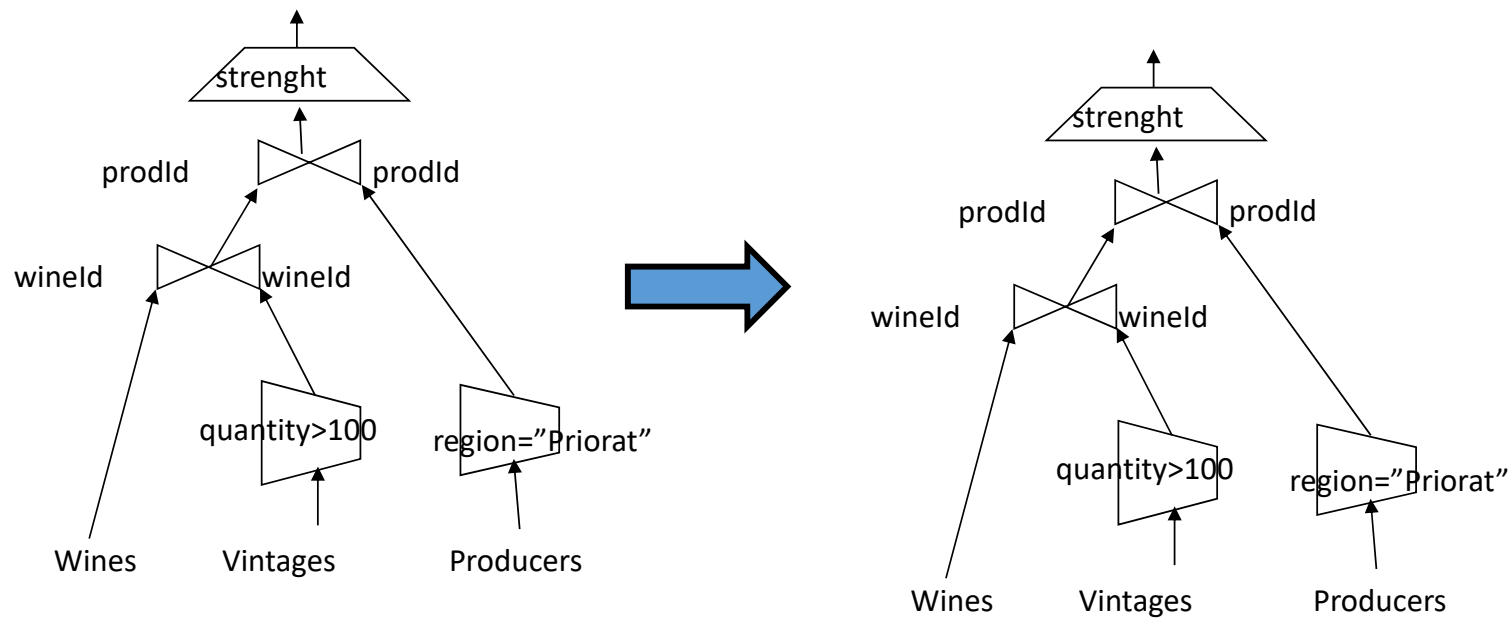 strenght
prodId prodId
wineId wineId
quantity>100 region=”Priorat”
Wines Vintages Producers
strenght
prodId prodId
wineId wineId
quantity>100 region=”Priorat”
Wines Vintages Producers